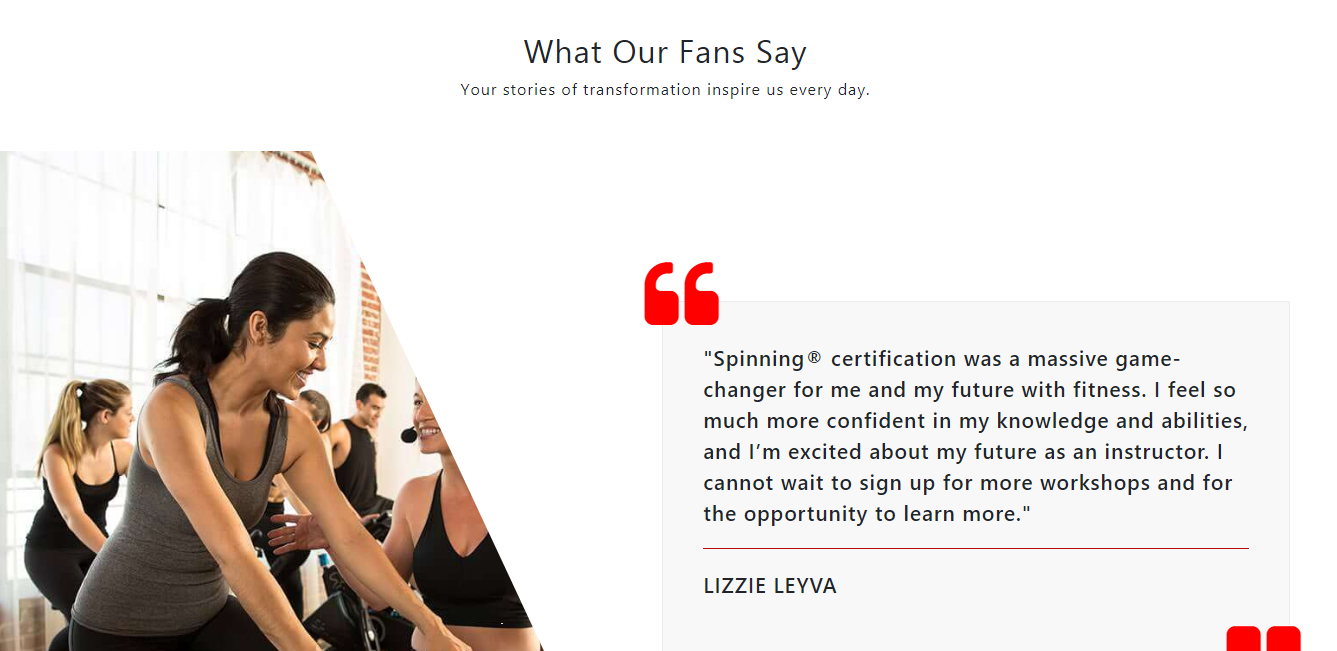 What Our Fans Say
Your stories of transformation inspire us every day.
"Spinning® certification was a massive game-
changer for me and my future with fitness. I feel so
much more confident in my knowledge and abilities,
and I’m excited about my future as an instructor. I
cannot wait to sign up for more workshops and for
the opportunity to learn more."
LIZZIE LEYVA